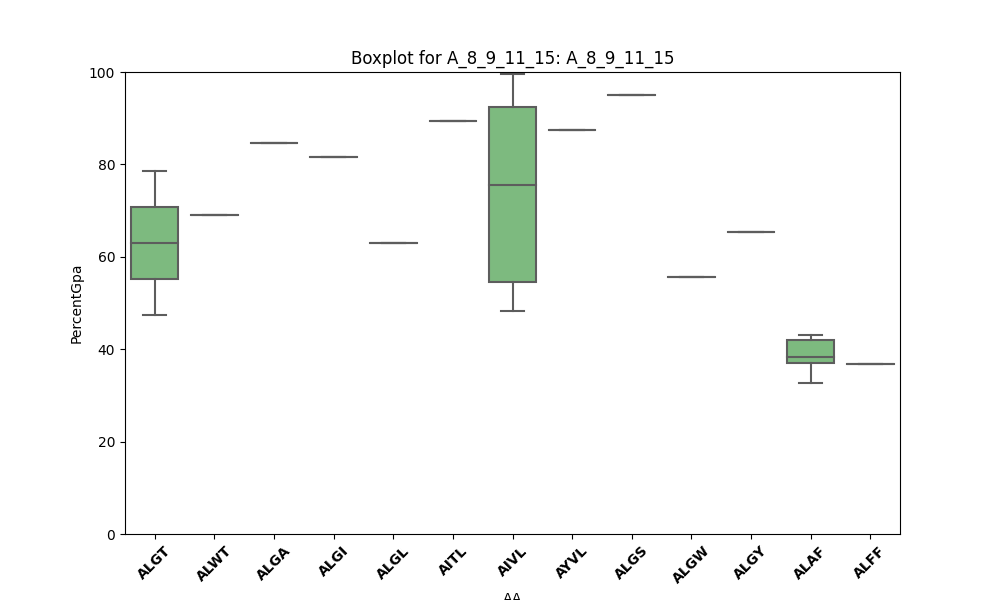 Boxplot for A_8_9_11_15: A_8_9_11_15
100
80
60
40
20
0
PercentGpa
ALGT ALWT ALGA ALGI ALGL AITL AIVL AYVL ALGS ALGW ALGY ALAF ALFF
AA